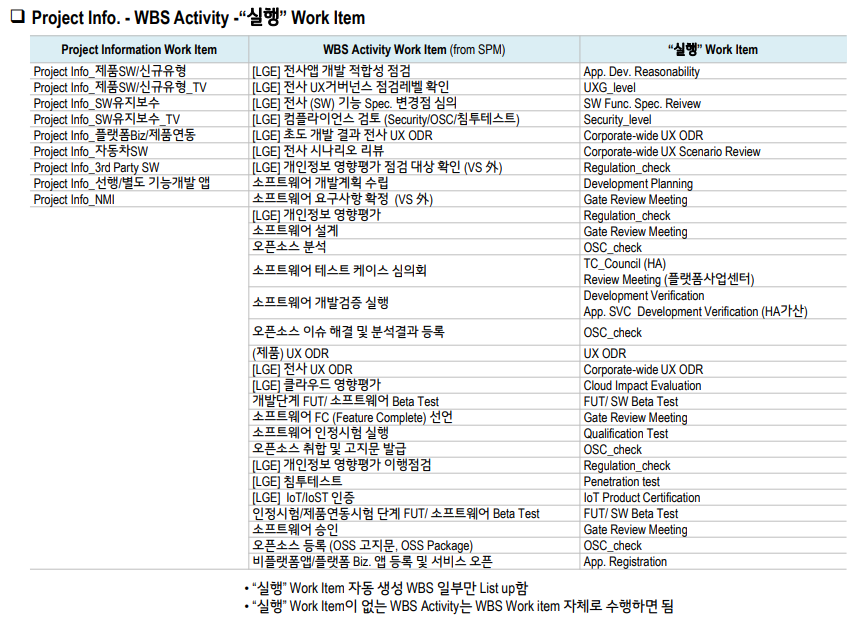 ❑ Project Info. - WBS Activity -“실행” Work Item
Project Information Work Item WBS Activity Work Item (from SPM) “실행” Work Item
Project Info_제품SW/신규유형 [LGE] 전사앱 개발 적합성 점검 App. Dev. Reasonability
Project Info_제품SW/신규유형_TV [LGE] 전사 UX거버넌스 점검레벨 확인 UXG_level
Project Info_SW유지보수 [LGE] 전사 (SW) 기능 Spec. 변경점 심의 SW Func. Spec. Reivew
Project Info_SW유지보수_TV [LGE] 컴플라이언스 검토 (Security/OSC/침투테스트) Security_level
Project Info_플랫폼Biz/제품연동 [LGE] 초도 개발 결과 전사 UX ODR Corporate-wide UX ODR
Project Info_자동차SW [LGE] 전사 시나리오 리뷰 Corporate-wide UX Scenario Review
Project Info_3rd Party SW [LGE] 개인정보 영향평가 점검 대상 확인 (VS 外) Regulation_check
Project Info_선행/별도 기능개발 앱 소프트웨어 개발계획 수립 Development Planning
Project Info_NMI 소프트웨어 요구사항 확정 (VS 外) Gate Review Meeting
[LGE] 개인정보 영향평가 Regulation_check
소프트웨어 설계 Gate Review Meeting
오픈소스 분석 OSC_check
소프트웨어 테스트 케이스 심의회 TC_Council (HA)
Review Meeting (플랫폼사업센터)
소프트웨어 개발검증 실행 Development Verification
App. SVC Development Verification (HA가산)
오픈소스 이슈 해결 및 분석결과 등록 OSC_check
(제품) UX ODR UX ODR
[LGE] 전사 UX ODR Corporate-wide UX ODR
[LGE] 클라우드 영향평가 Cloud Impact Evaluation
개발단계 FUT/ 소프트웨어 Beta Test FUT/ SW Beta Test
소프트웨어 FC (Feature Complete) 선언 Gate Review Meeting
소프트웨어 인정시험 실행 Qualification Test
오픈소스 취합 및 고지문 발급 OSC_check
[LGE] 개인정보 영향평가 이행점검 Regulation_check
[LGE] 침투테스트 Penetration test
[LGE] IoT/IoST 인증 IoT Product Certification
인정시험/제품연동시험 단계 FUT/ 소프트웨어 Beta Test FUT/ SW Beta Test
소프트웨어 승인 Gate Review Meeting
오픈소스 등록 (OSS 고지문, OSS Package) OSC_check
비플랫폼앱/플랫폼 Biz. 앱 등록 및 서비스 오픈 App. Registration
• “실행” Work Item 자동 생성 WBS 일부만 List up함
• “실행” Work Item이 없는 WBS Activity는 WBS Work item 자체로 수행하면 됨